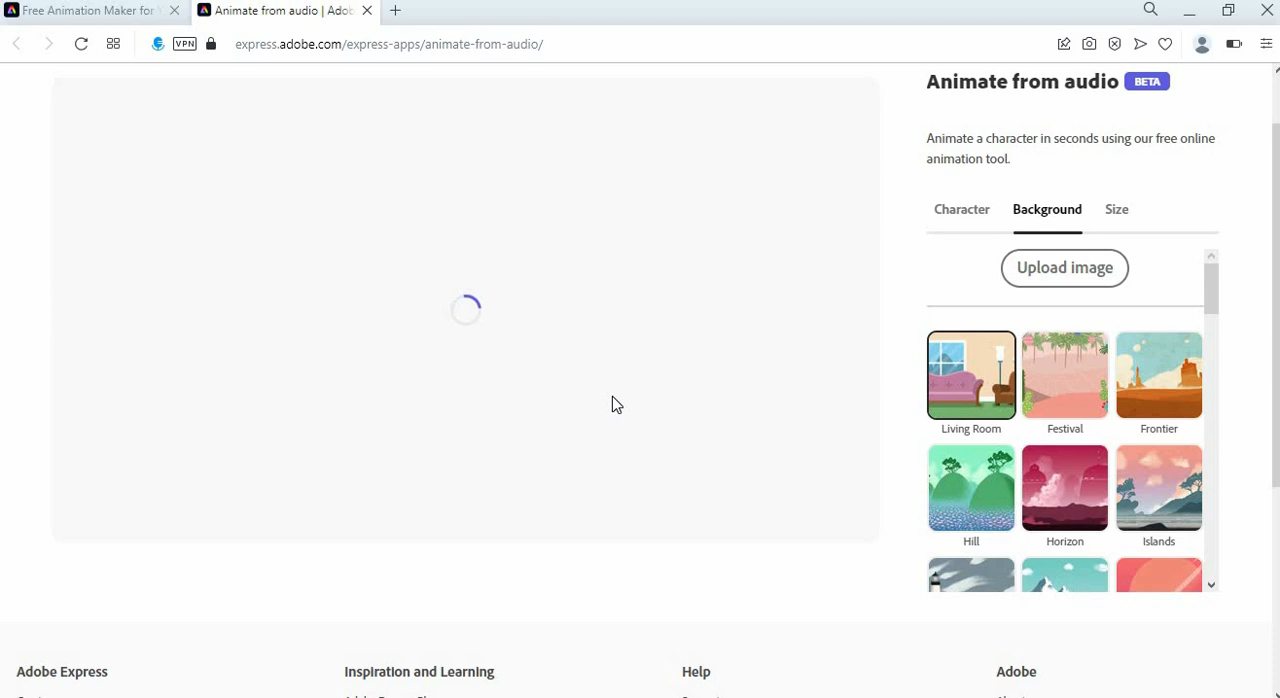 Free Animation Maker for
Animate from audio | Adob
VPN
express.adobe.com/express-apps/animate-from-audio/
Animate from audio BETA
Animate a character in seconds using our free online
animation tool.
Character Background Size
Upload image
Living Room Festival Frontier
Hill Horizon Islands
Adobe Express Inspiration and Learning Help Adobe